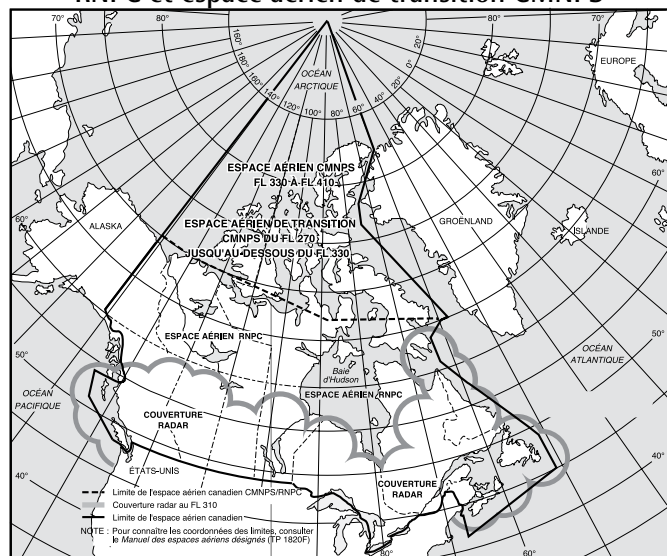 RNPC et espace aérien de transition CMNPS
160°
180°
160°
140°
120°
100°
80°
60°
40°
20°
0°
20°
OCÉAN
ARCTIQUE
EUROPE
ESPACE AÉRIEN CMNPS
FL 330 À FL 410
ALASKA
ESPACE AÉRIEN DE TRANSITION
CMNPS DU FL 270
JUSQU'AU DESSOUS DU FL 330
GROËNLAND
ISLANDE
60°
60°
ESPACE AÉRIEN RNPC
50°
50°
OCÉAN
ATLANTIQUE
Baie
d'Hudson
ESPACE AÉRIEN RNPC
OCÉAN
PACIFIQUE
COUVERTURE
RADAR
40°
40°
ÉTATS-UNIS
COUVERTURE
RADAR
Limite de l'espace aérien canadien CMNPS/RNPC
Couverture radar au FL 310
Limite de l'espace aérien canadien
NOTE : Pour connaître les coordonnées des limites, consulter
le Manuel des espaces aériens désignés (TP 1820F)
80°
60°